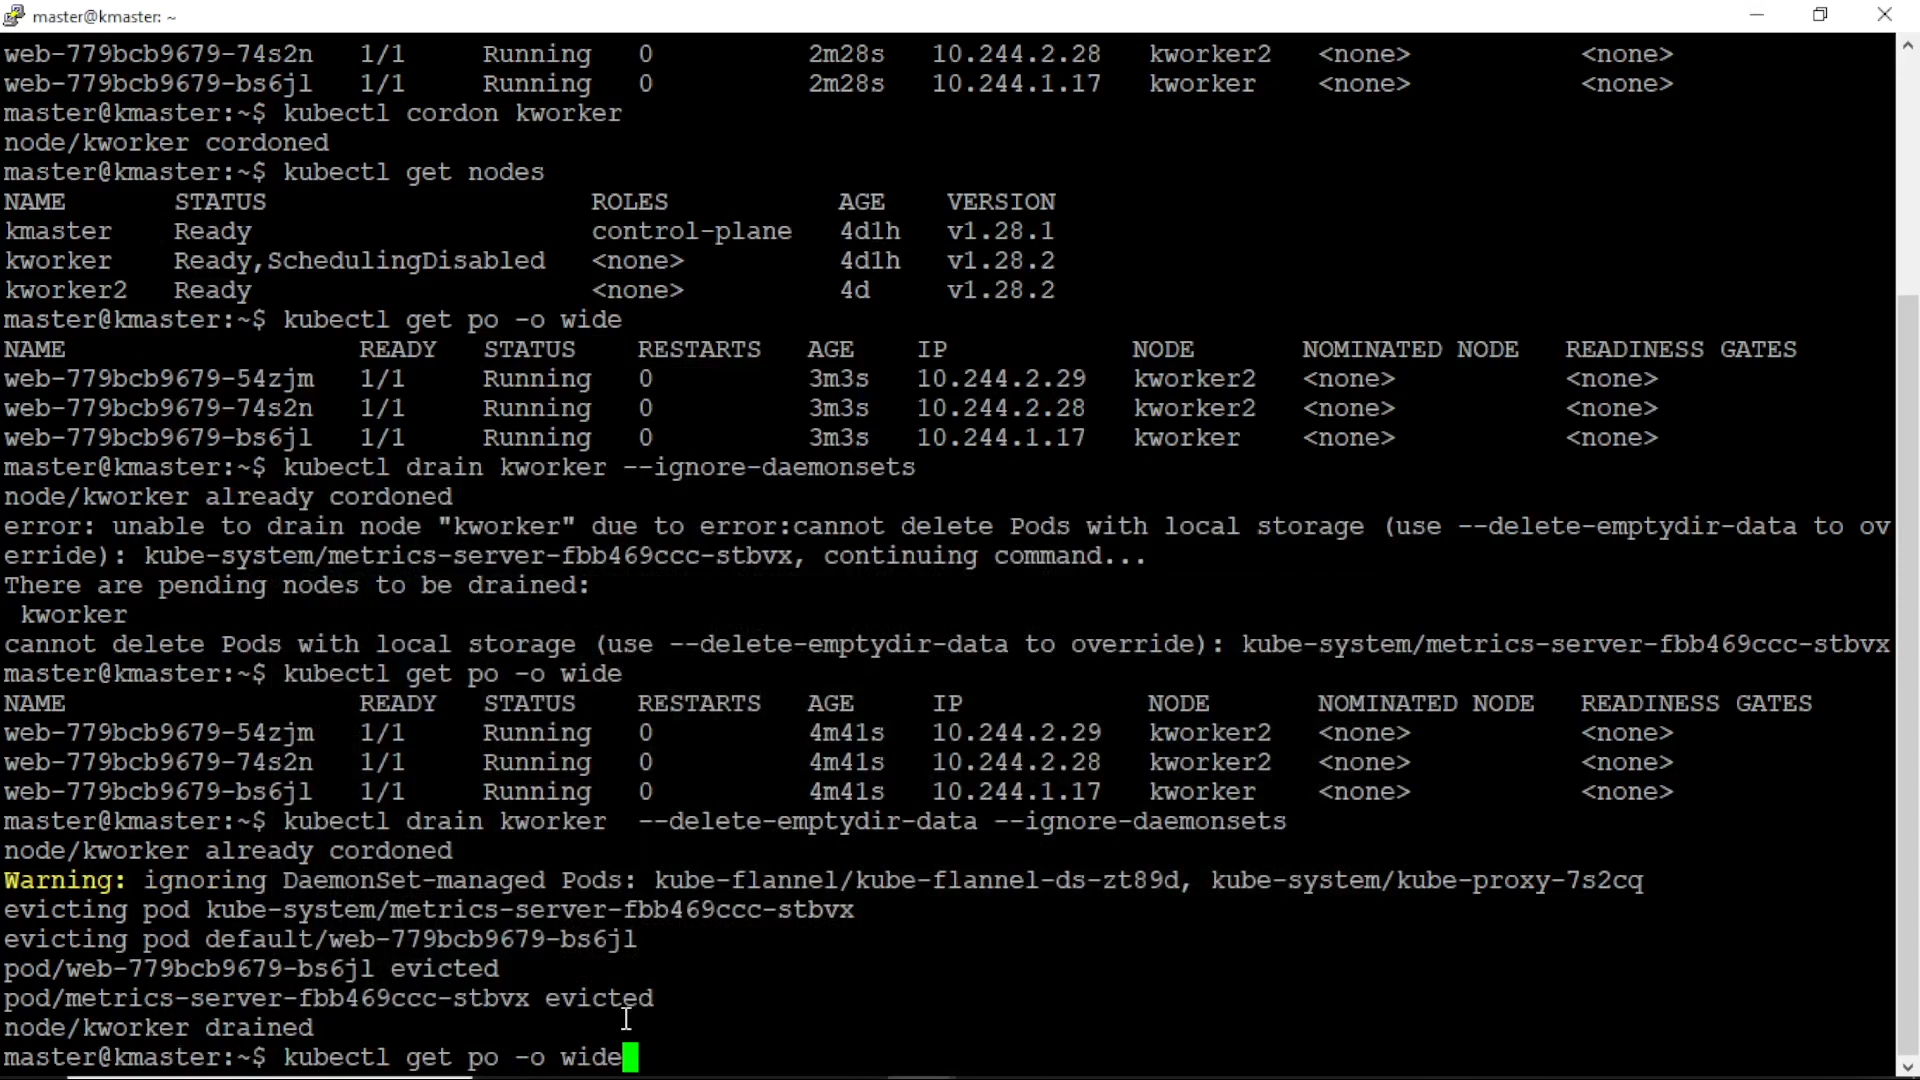 master@kmaster: ~
web-779bcb9679-74s2n   1/1     Running   0          2m28s   10.244.2.28   kworker2   <none>           <none>
web-779bcb9679-bs6jl   1/1     Running   0          2m28s   10.244.1.17   kworker    <none>           <none>
master@kmaster:~$ kubectl cordon kworker
node/kworker cordoned
master@kmaster:~$ kubectl get nodes
NAME       STATUS                     ROLES           AGE    VERSION
kmaster    Ready                      control-plane   4d1h   v1.28.1
kworker    Ready,SchedulingDisabled   <none>          4d1h   v1.28.2
kworker2   Ready                      <none>          4d     v1.28.2
master@kmaster:~$ kubectl get po -o wide
NAME                   READY   STATUS    RESTARTS   AGE    IP            NODE       NOMINATED NODE   READINESS GATES
web-779bcb9679-54zjm   1/1     Running   0          3m3s   10.244.2.29   kworker2   <none>           <none>
web-779bcb9679-74s2n   1/1     Running   0          3m3s   10.244.2.28   kworker2   <none>           <none>
web-779bcb9679-bs6jl   1/1     Running   0          3m3s   10.244.1.17   kworker    <none>           <none>
master@kmaster:~$ kubectl drain kworker --ignore-daemonsets
node/kworker already cordoned
error: unable to drain node "kworker" due to error:cannot delete Pods with local storage (use --delete-emptydir-data to ov
erride): kube-system/metrics-server-fbb469ccc-stbvx, continuing command...
There are pending nodes to be drained:
 kworker
cannot delete Pods with local storage (use --delete-emptydir-data to override): kube-system/metrics-server-fbb469ccc-stbvx
master@kmaster:~$ kubectl get po -o wide
NAME                   READY   STATUS    RESTARTS   AGE     IP            NODE       NOMINATED NODE   READINESS GATES
web-779bcb9679-54zjm   1/1     Running   0          4m41s   10.244.2.29   kworker2   <none>           <none>
web-779bcb9679-74s2n   1/1     Running   0          4m41s   10.244.2.28   kworker2   <none>           <none>
web-779bcb9679-bs6jl   1/1     Running   0          4m41s   10.244.1.17   kworker    <none>           <none>
master@kmaster:~$ kubectl drain kworker  --delete-emptydir-data --ignore-daemonsets
node/kworker already cordoned
Warning: ignoring DaemonSet-managed Pods: kube-flannel/kube-flannel-ds-zt89d, kube-system/kube-proxy-7s2cq
evicting pod kube-system/metrics-server-fbb469ccc-stbvx
evicting pod default/web-779bcb9679-bs6jl
pod/web-779bcb9679-bs6jl evicted
pod/metrics-server-fbb469ccc-stbvx evicted
node/kworker drained
master@kmaster:~$ kubectl get po -o wide